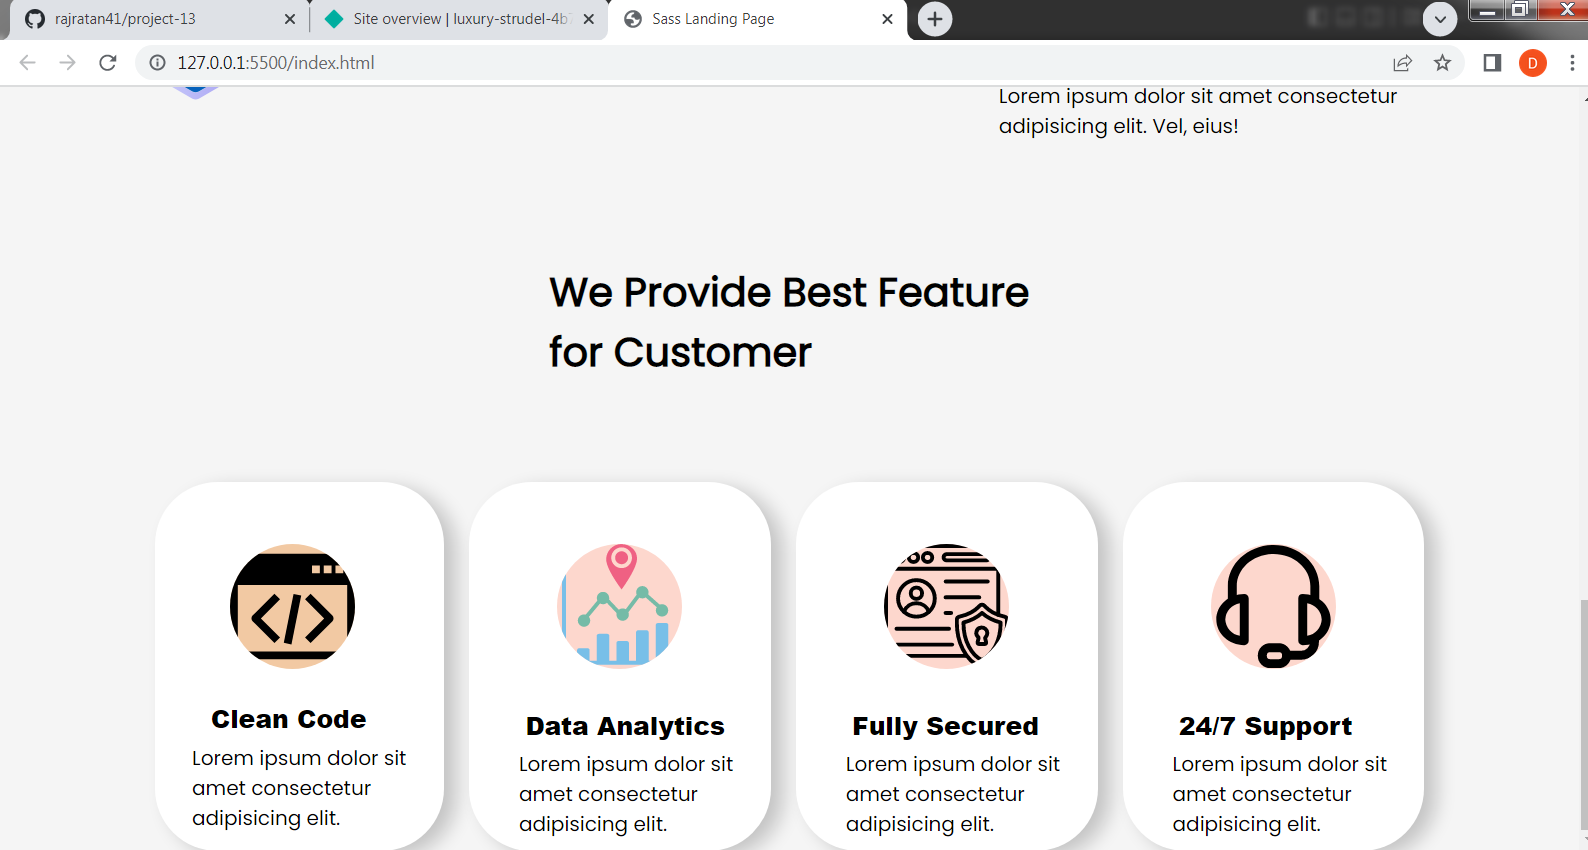 rajratan41/project-13
Site overview | luxury-strudel-4b7
Sass Landing Page
127.0.0.1:5500/index.html
D
Lorem ipsum dolor sit amet consectetur
adipisicing elit. Vel, eius!
We Provide Best Feature
for Customer
Clean Code
Lorem ipsum dolor sit
amet consectetur
adipisicing elit.
Data Analytics
Lorem ipsum dolor sit
amet consectetur
adipisicing elit.
Fully Secured
Lorem ipsum dolor sit
amet consectetur
adipisicing elit.
24/7 Support
Lorem ipsum dolor sit
amet consectetur
adipisicing elit.